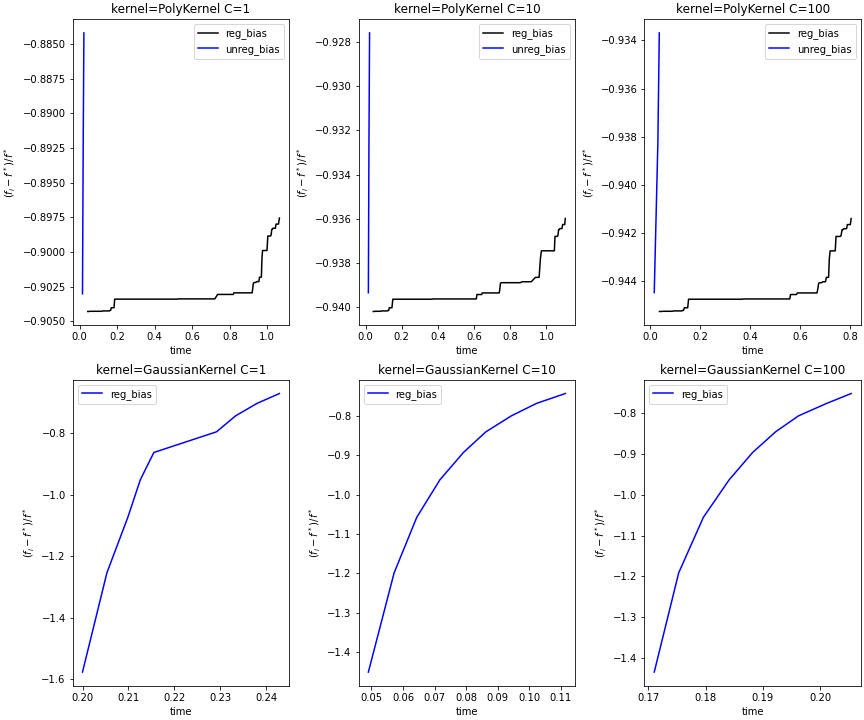 kernel=PolyKernel C=1
reg_bias
unreg_bias
−0.8850
−0.8875
−0.8900
−0.8925
−0.8950
−0.8975
−0.9000
−0.9025
−0.9050
(f_i − f^*)/f^*
0.0 0.2 0.4 0.6 0.8 1.0
time
kernel=PolyKernel C=10
reg_bias
unreg_bias
−0.928
−0.930
−0.932
−0.934
−0.936
−0.938
−0.940
(f_i − f^*)/f^*
0.0 0.2 0.4 0.6 0.8 1.0
time
kernel=PolyKernel C=100
reg_bias
unreg_bias
−0.934
−0.936
−0.938
−0.940
−0.942
−0.944
(f_i − f^*)/f^*
0.0 0.2 0.4 0.6 0.8
time
kernel=GaussianKernel C=1
reg_bias
−0.8
−1.0
−1.2
−1.4
−1.6
(f_i − f^*)/f^*
0.20 0.21 0.22 0.23 0.24
time
kernel=GaussianKernel C=10
reg_bias
−0.8
−0.9
−1.0
−1.1
−1.2
−1.3
−1.4
(f_i − f^*)/f^*
0.05 0.06 0.07 0.08 0.09 0.10 0.11
time
kernel=GaussianKernel C=100
reg_bias
−0.8
−0.9
−1.0
−1.1
−1.2
−1.3
−1.4
(f_i − f^*)/f^*
0.17 0.18 0.19 0.20
time